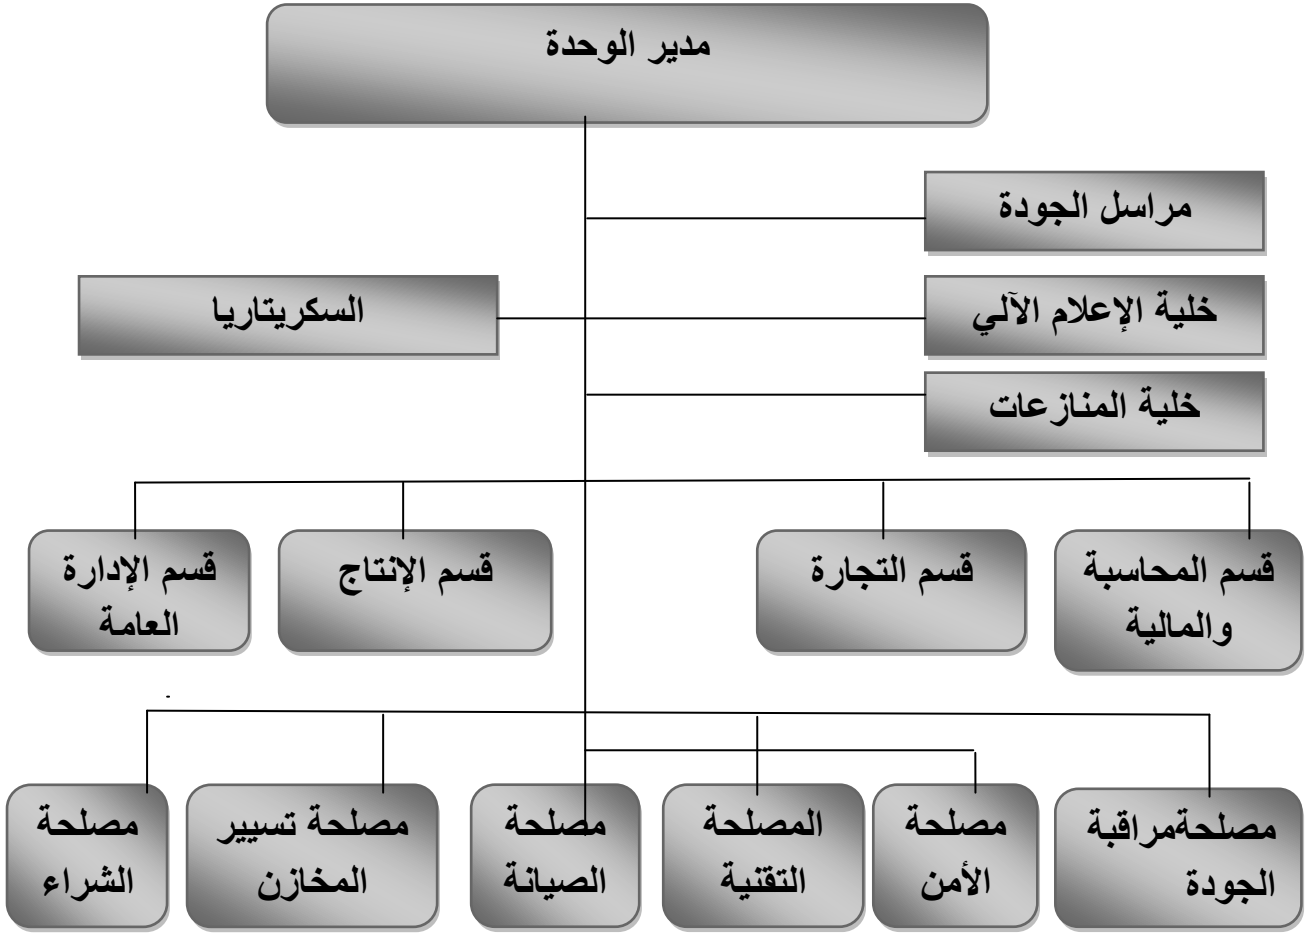 مدير الوحدة
مراسل الجودة
خلية الإعلام الآلي
السكريتاريا
خلية المنازعات
قسم المحاسبة
والمالية
قسم التجارة
قسم الإنتاج
قسم الإدارة
العامة
مصلحةمراقبة
الجودة
مصلحة
الأمن
المصلحة
التقنية
مصلحة
الصيانة
مصلحة تسيير
المخازن
مصلحة
الشراء